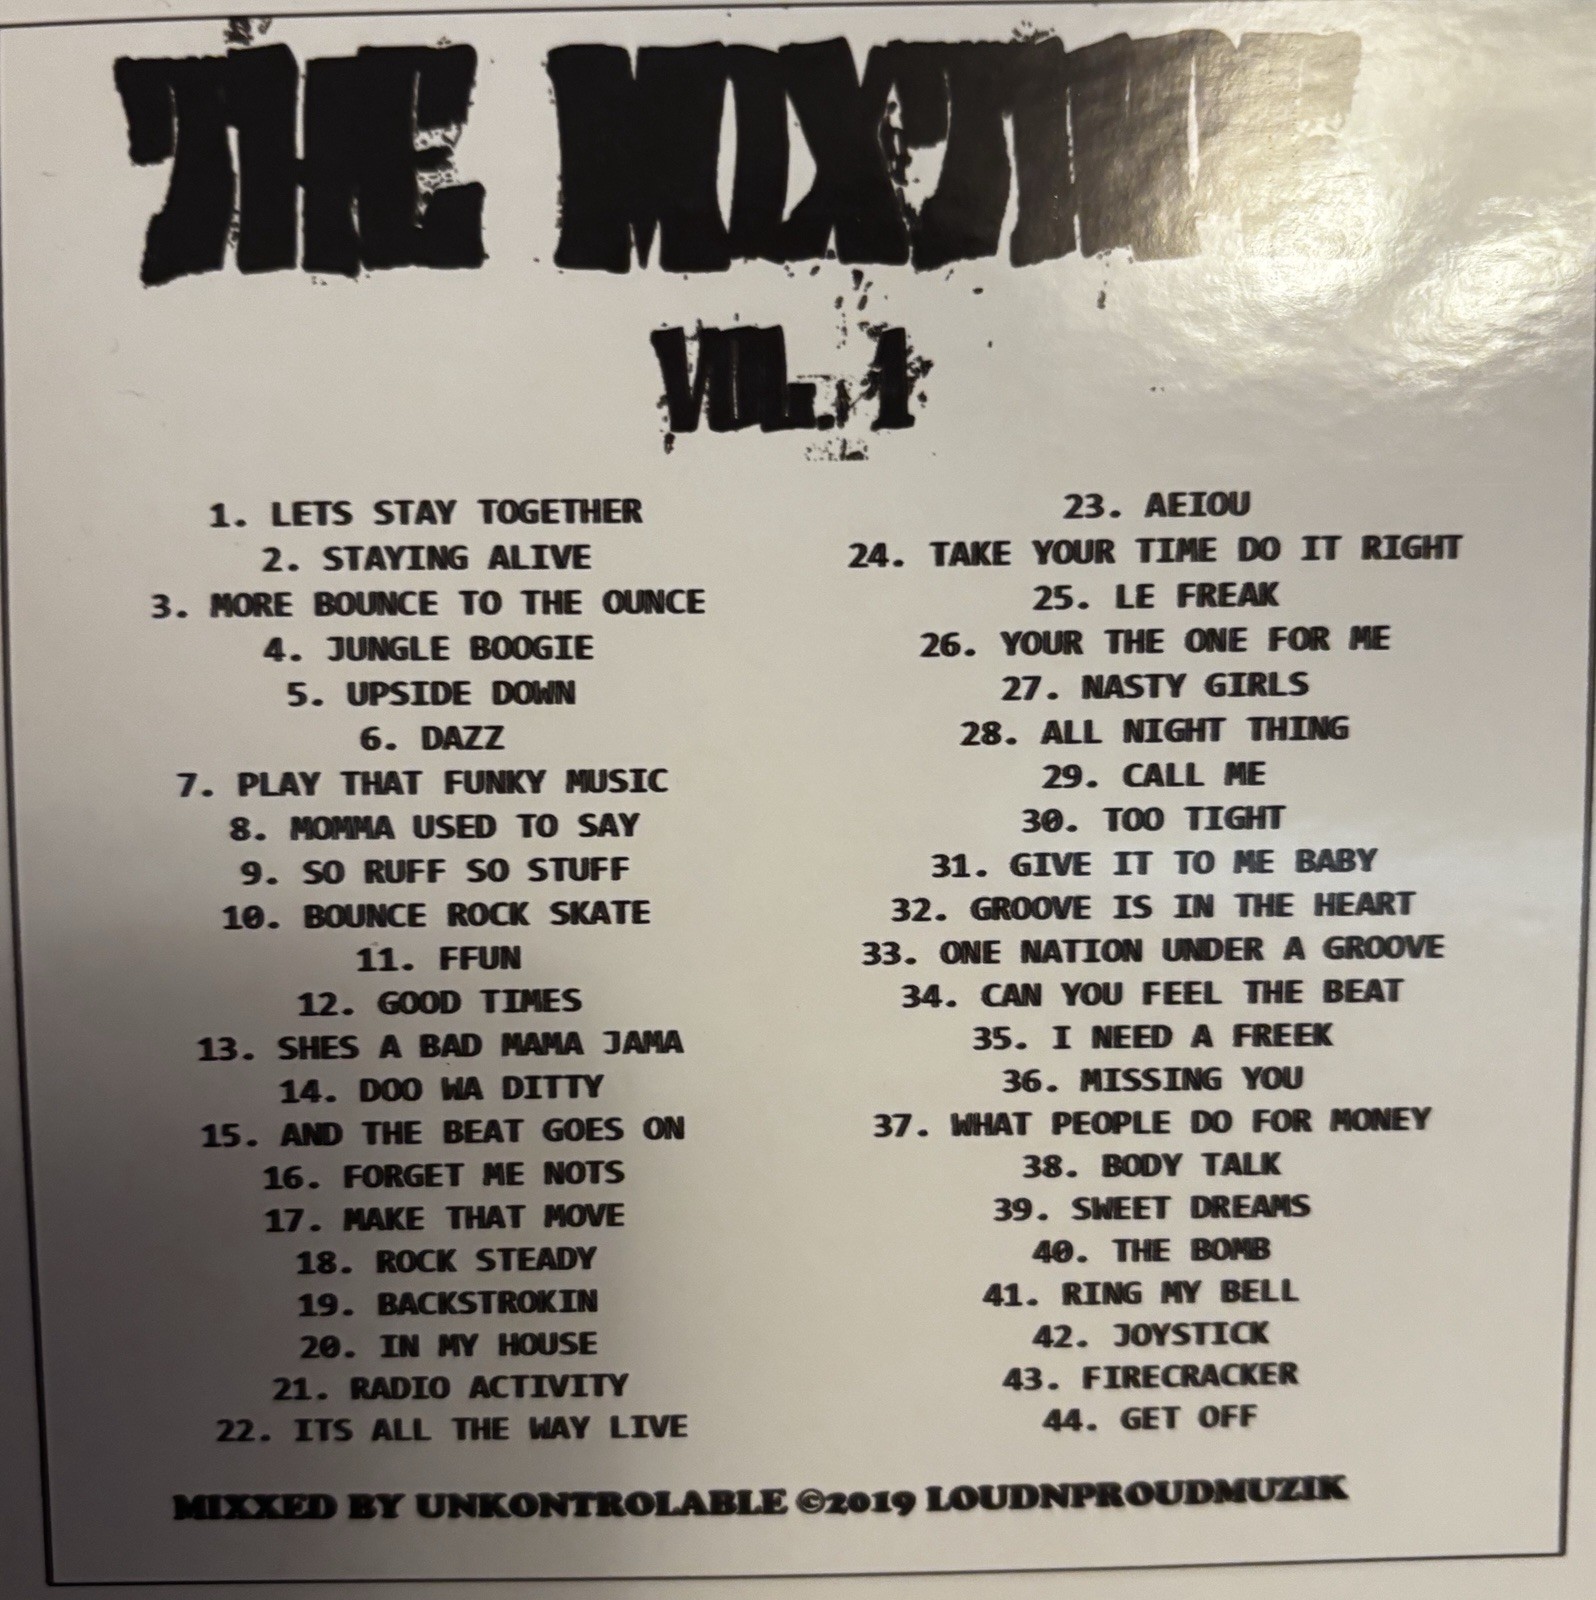 THE MIXTAPE
VOL. 1
1. LETS STAY TOGETHER
2. STAYING ALIVE
3. MORE BOUNCE TO THE OUNCE
4. JUNGLE BOOGIE
5. UPSIDE DOWN
6. DAZZ
7. PLAY THAT FUNKY MUSIC
8. MOMMA USED TO SAY
9. SO RUFF SO STUFF
10. BOUNCE ROCK SKATE
11. FFUN
12. GOOD TIMES
13. SHES A BAD MAMA JAMA
14. DOO WA DITTY
15. AND THE BEAT GOES ON
16. FORGET ME NOTS
17. MAKE THAT MOVE
18. ROCK STEADY
19. BACKSTROKIN
20. IN MY HOUSE
21. RADIO ACTIVITY
22. ITS ALL THE WAY LIVE
23. AEIOU
24. TAKE YOUR TIME DO IT RIGHT
25. LE FREAK
26. YOUR THE ONE FOR ME
27. NASTY GIRLS
28. ALL NIGHT THING
29. CALL ME
30. TOO TIGHT
31. GIVE IT TO ME BABY
32. GROOVE IS IN THE HEART
33. ONE NATION UNDER A GROOVE
34. CAN YOU FEEL THE BEAT
35. I NEED A FREEK
36. MISSING YOU
37. WHAT PEOPLE DO FOR MONEY
38. BODY TALK
39. SWEET DREAMS
40. THE BOMB
41. RING MY BELL
42. JOYSTICK
43. FIRECRACKER
44. GET OFF
MIXXED BY UNKONTROLABLE ©2019 LOUDNPROUDMUZIK